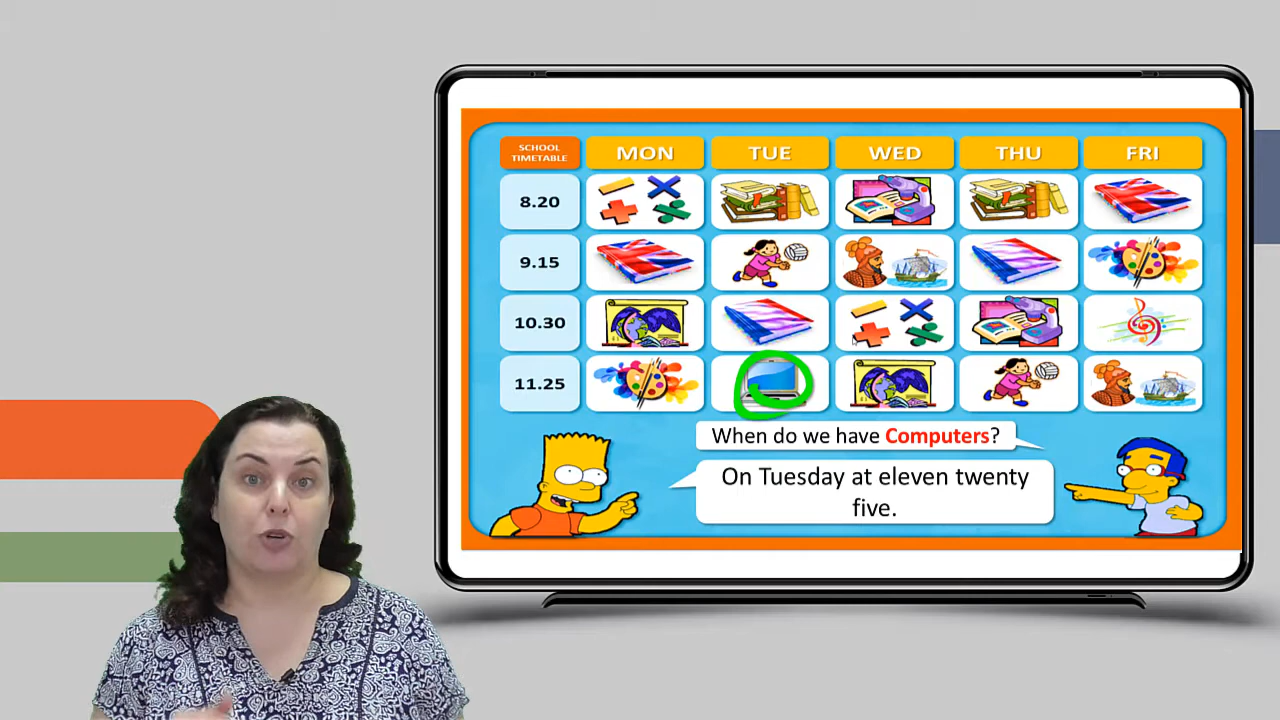 SCHOOL
TIMETABLE
MON
TUE
WED
THU
FRI
8.20
9.15
10.30
11.25
When do we have Computers?
On Tuesday at eleven twenty
five.